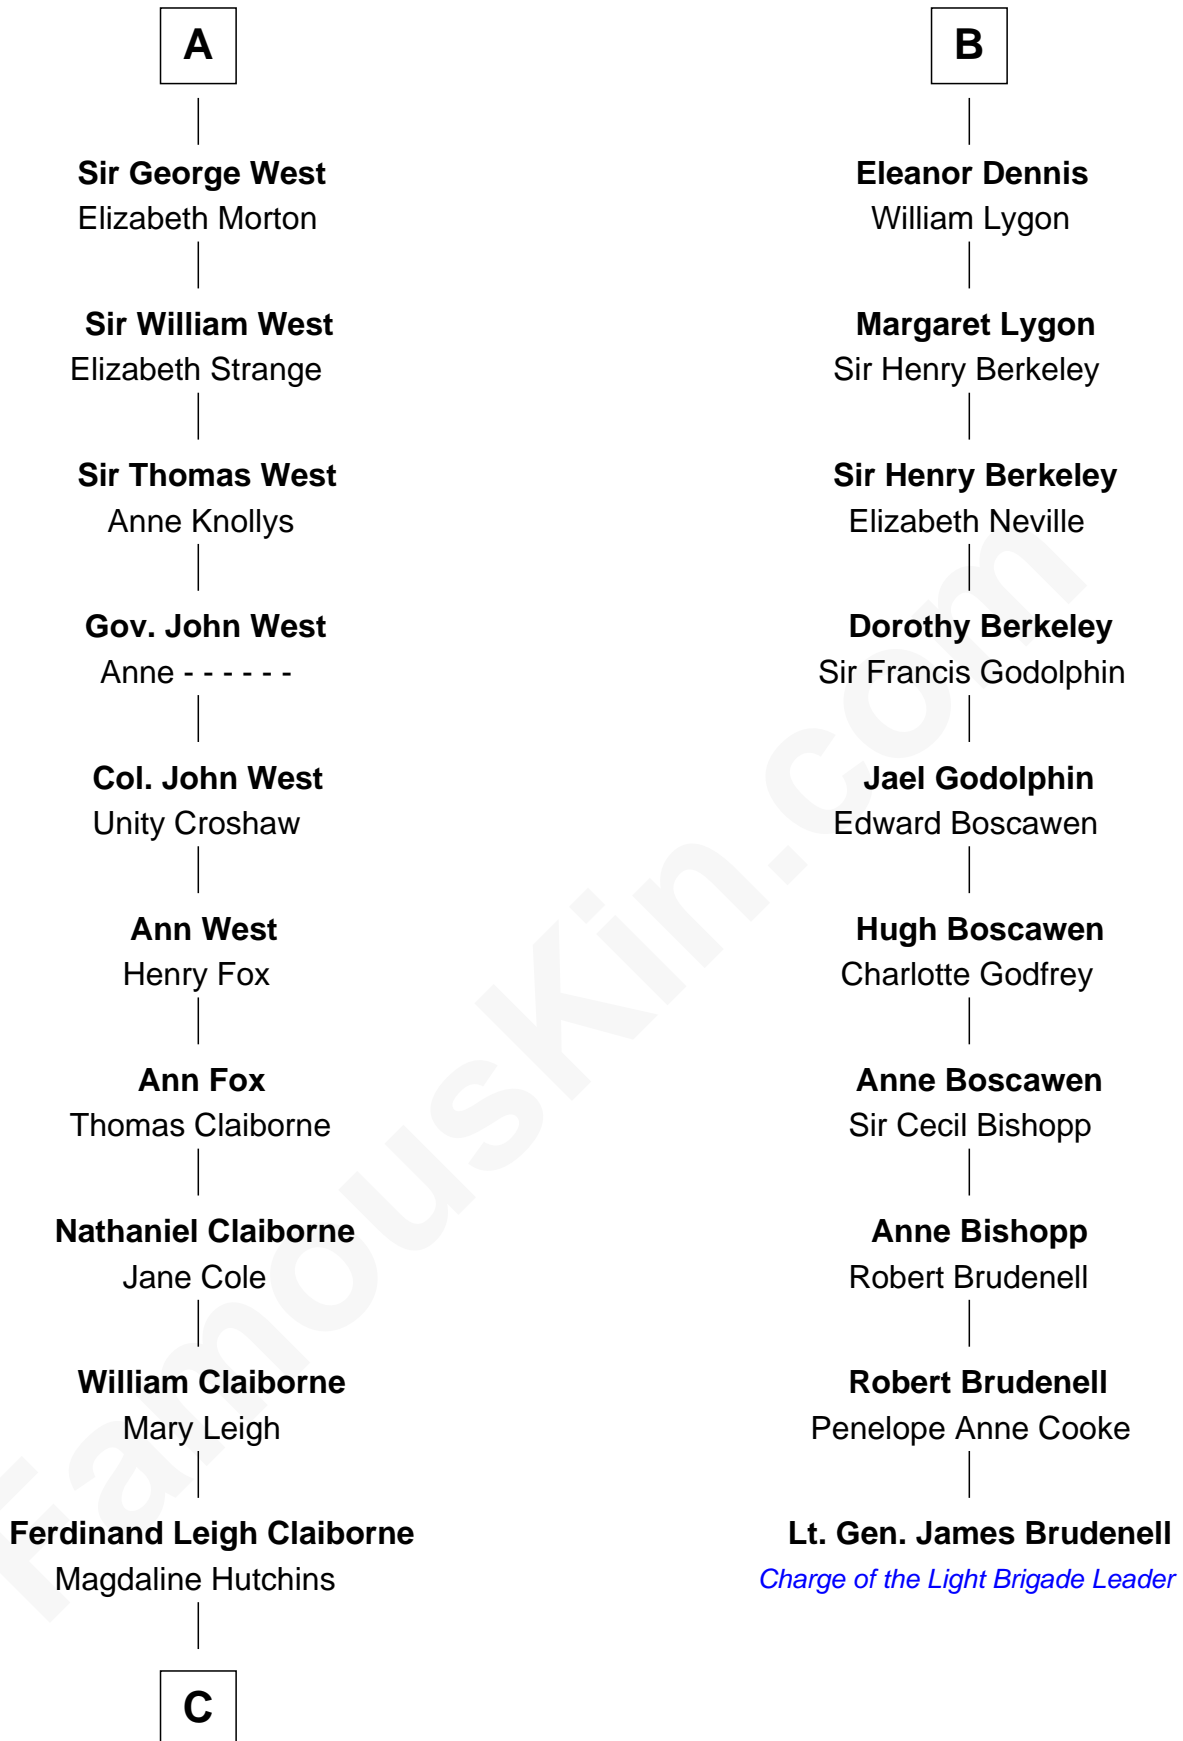 A
Sir George West
Elizabeth Morton
Sir William West
Elizabeth Strange
Sir Thomas West
Anne Knollys
Gov. John West
Anne - - - - - -
Col. John West
Unity Croshaw
Ann West
Henry Fox
Ann Fox
Thomas Claiborne
Nathaniel Claiborne
Jane Cole
William Claiborne
Mary Leigh
Ferdinand Leigh Claiborne
Magdaline Hutchins
C
B
Eleanor Dennis
William Lygon
Margaret Lygon
Sir Henry Berkeley
Sir Henry Berkeley
Elizabeth Neville
Dorothy Berkeley
Sir Francis Godolphin
Jael Godolphin
Edward Boscawen
Hugh Boscawen
Charlotte Godfrey
Anne Boscawen
Sir Cecil Bishopp
Anne Bishopp
Robert Brudenell
Robert Brudenell
Penelope Anne Cooke
Lt. Gen. James Brudenell
Charge of the Light Brigade Leader
FamousKin.com